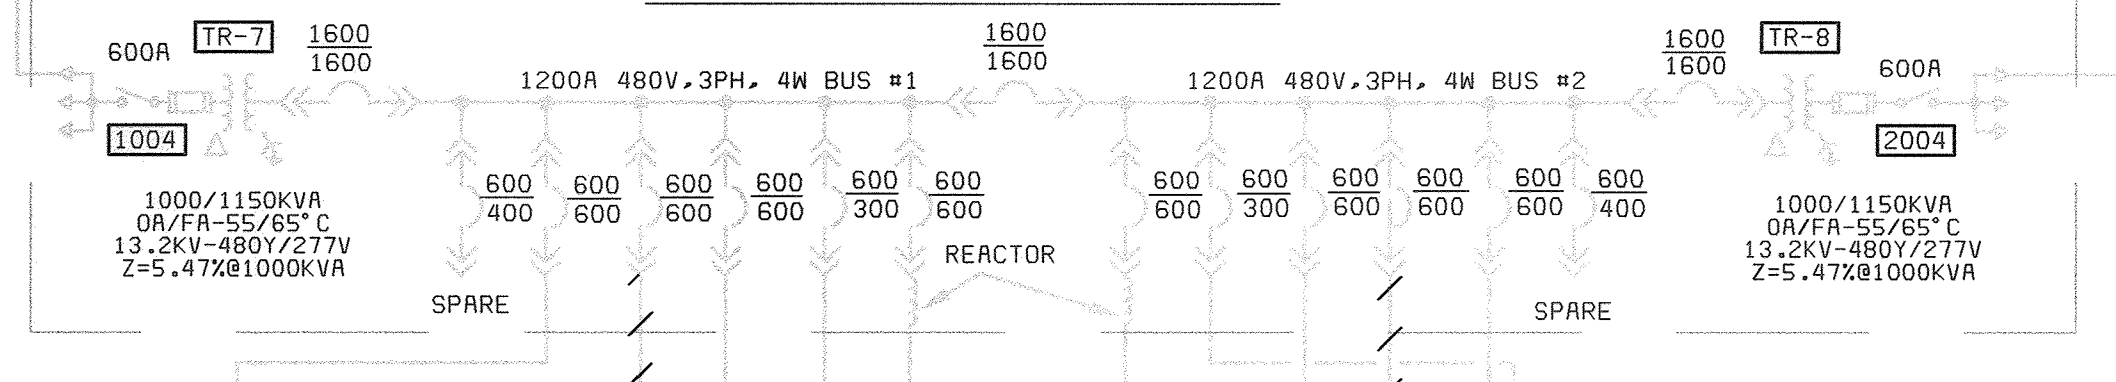 600A
TR-7
1600
1600
1200A 480V,3PH, 4W BUS #1
1600
1600
1200A 480V,3PH, 4W BUS #2
1600
1600
TR-8
600A
1004
2004
1000/1150KVA
OA/FA-55/65°C
13.2KV-480Y/277V
Z=5.47%@1000KVA
600
400
600
600
600
600
600
600
600
300
600
600
600
600
600
300
600
600
600
600
600
600
600
400
1000/1150KVA
OA/FA-55/65°C
13.2KV-480Y/277V
Z=5.47%@1000KVA
REACTOR
SPARE
SPARE